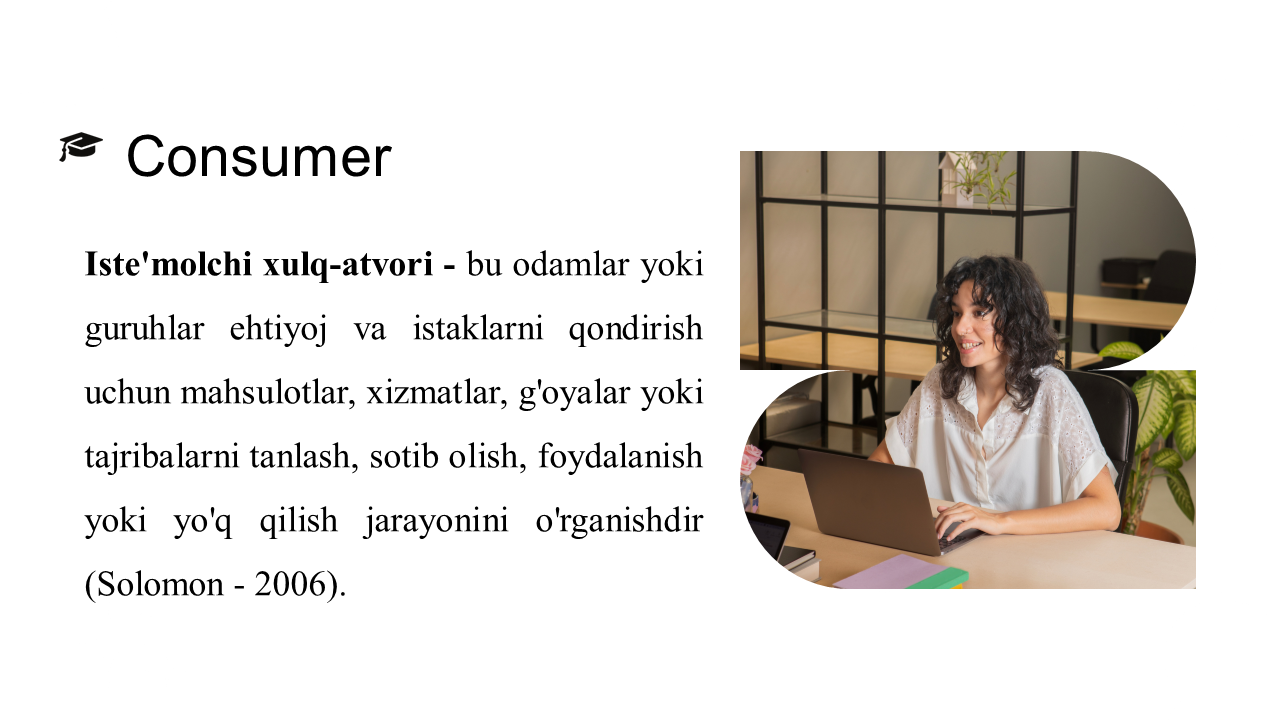 Consumer
Iste'molchi xulq-atvori - bu odamlar yoki
guruhlar ehtiyoj va istaklarni qondirish
uchun mahsulotlar, xizmatlar, g'oyalar yoki
tajribalarni tanlash, sotib olish, foydalanish
yoki yo'q qilish jarayonini o'rganishdir
(Solomon - 2006).